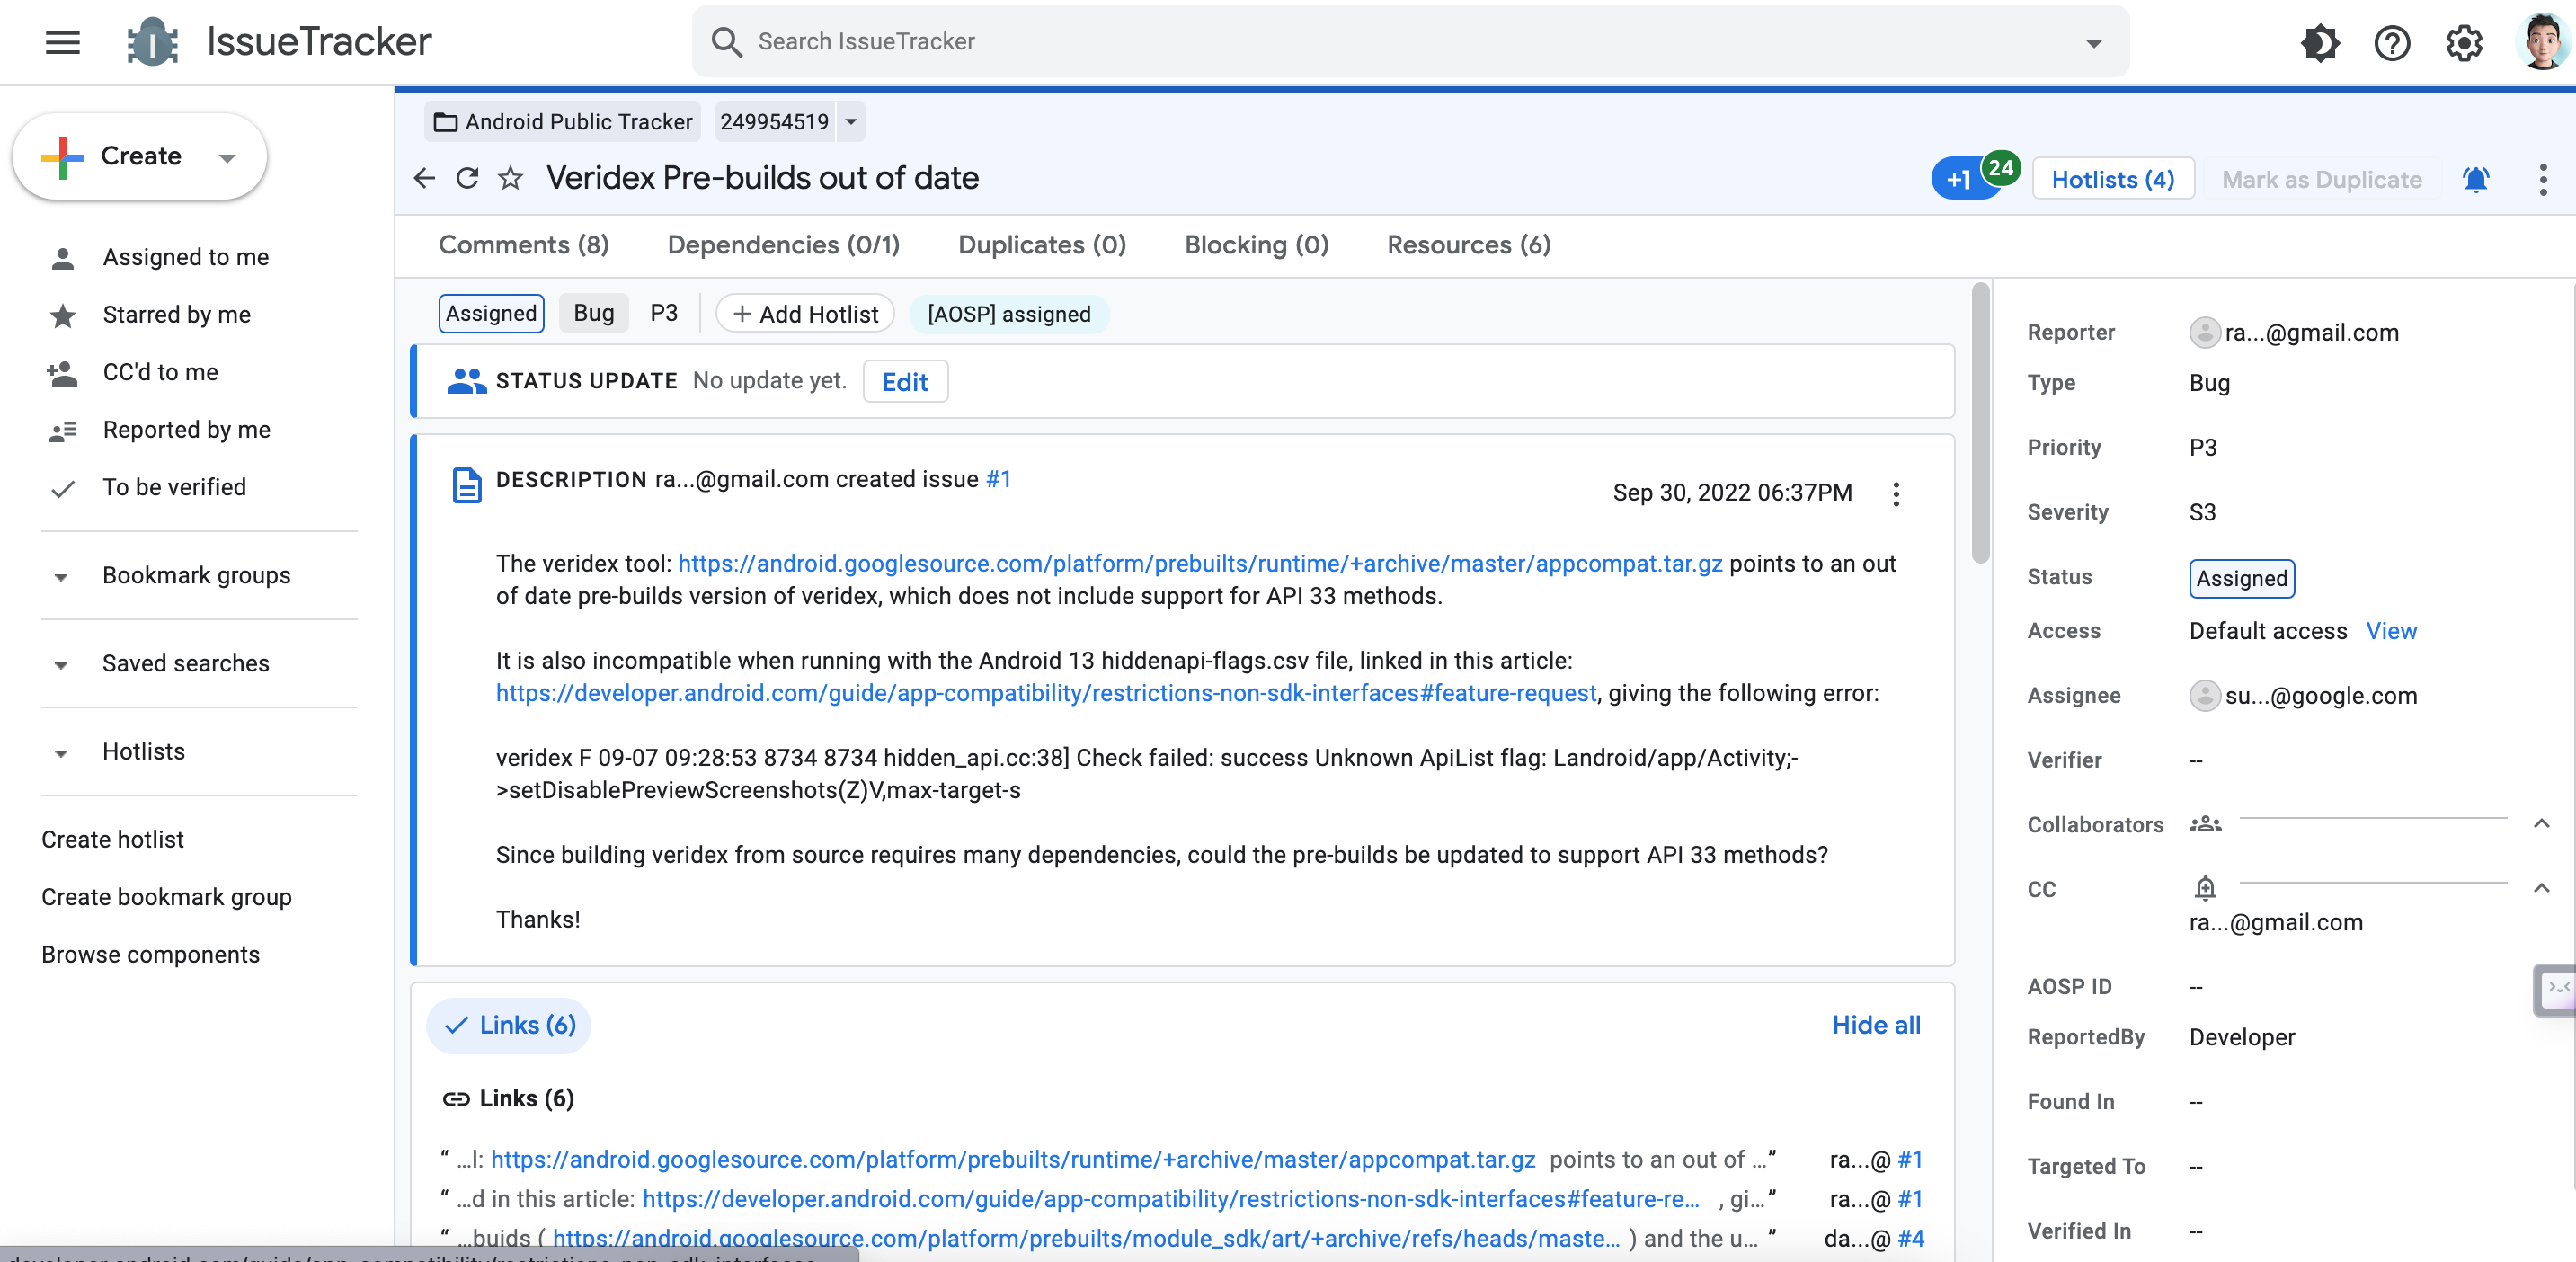 IssueTracker
Search IssueTracker
Create
Assigned to me
Starred by me
CC'd to me
Reported by me
To be verified
Bookmark groups
Saved searches
Hotlists
Create hotlist
Create bookmark group
Browse components
Android Public Tracker 249954519
Veridex Pre-builds out of date
+1 24 Hotlists (4) Mark as Duplicate
Comments (8) Dependencies (0/1) Duplicates (0) Blocking (0) Resources (6)
Assigned Bug P3 + Add Hotlist [AOSP] assigned
STATUS UPDATE No update yet. Edit
DESCRIPTION ra...@gmail.com created issue #1
Sep 30, 2022 06:37PM
The veridex tool: https://android.googlesource.com/platform/prebuilts/runtime/+archive/master/appcompat.tar.gz points to an out
of date pre-builds version of veridex, which does not include support for API 33 methods.
It is also incompatible when running with the Android 13 hiddenapi-flags.csv file, linked in this article:
https://developer.android.com/guide/app-compatibility/restrictions-non-sdk-interfaces#feature-request, giving the following error:
veridex F 09-07 09:28:53 8734 8734 hidden_api.cc:38] Check failed: success Unknown ApiList flag: Landroid/app/Activity;-
>setDisablePreviewScreenshots(Z)V,max-target-s
Since building veridex from source requires many dependencies, could the pre-builds be updated to support API 33 methods?
Thanks!
Links (6) Hide all
Links (6)
“ ...l: https://android.googlesource.com/platform/prebuilts/runtime/+archive/master/appcompat.tar.gz points to an out of ...” ra...@ #1
“ ...d in this article: https://developer.android.com/guide/app-compatibility/restrictions-non-sdk-interfaces#feature-re... , gi...” ra...@ #1
“ ...buids ( https://android.googlesource.com/platform/prebuilts/module_sdk/art/+archive/refs/heads/maste... ) and the u... ” da...@ #4
developer.android.com/guide/app-compatibility/restrictions-non-sdk-interfaces
Reporter ra...@gmail.com
Type Bug
Priority P3
Severity S3
Status Assigned
Access Default access View
Assignee su...@google.com
Verifier --
Collaborators
CC
ra...@gmail.com
AOSP ID --
ReportedBy Developer
Found In --
Targeted To --
Verified In --